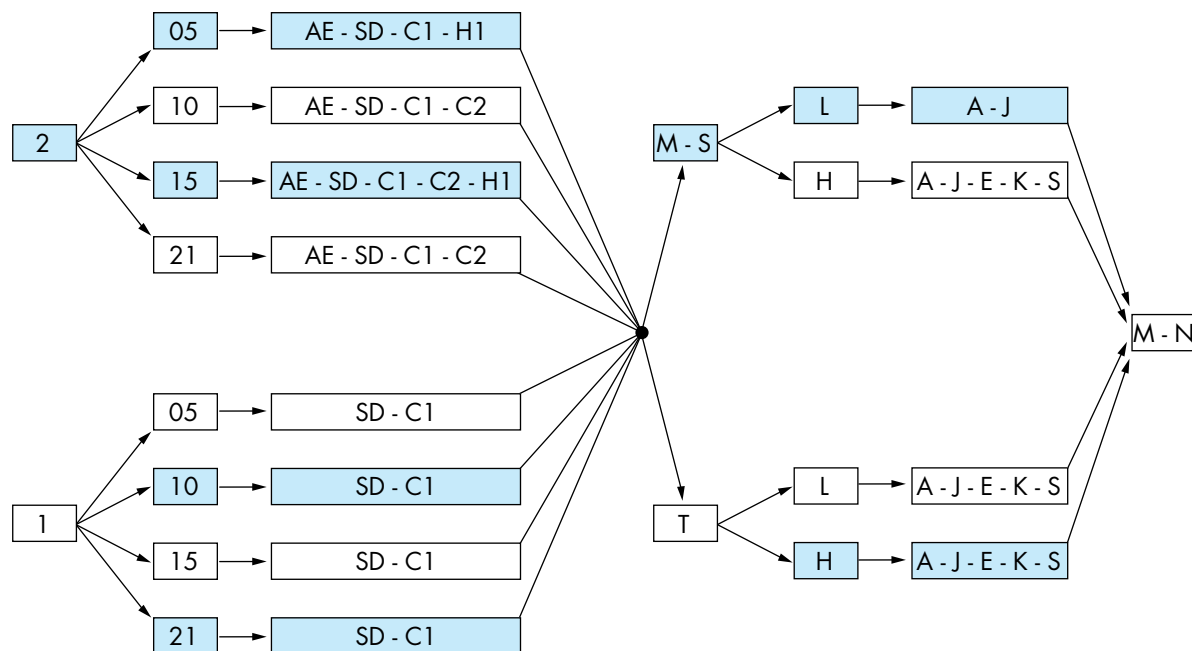 05
AE - SD - C1 - H1
10
AE - SD - C1 - C2
2
15
AE - SD - C1 - C2 - H1
21
AE - SD - C1 - C2
M - S
L
A - J
H
A - J - E - K - S
M - N
05
SD - C1
10
SD - C1
1
15
SD - C1
21
SD - C1
T
L
A - J - E - K - S
H
A - J - E - K - S